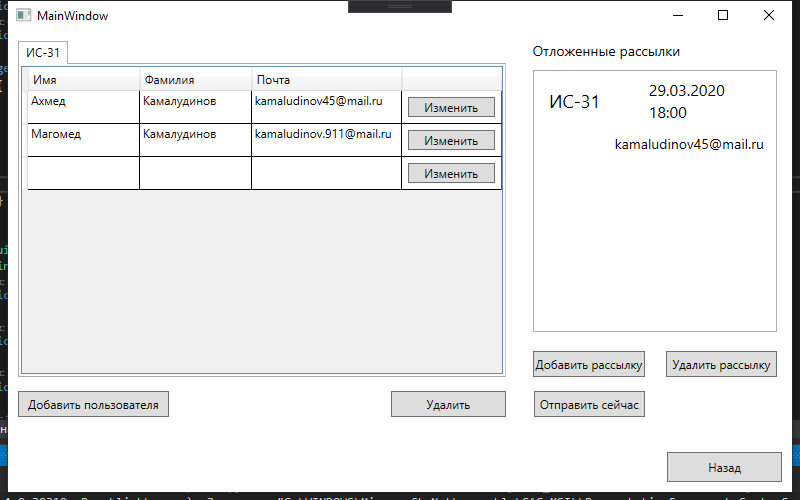 MainWindow
ИС-31
Имя Фамилия Почта
Ахмед Камалудинов kamaludinov45@mail.ru Изменить
Магомед Камалудинов kamaludinov.911@mail.ru Изменить
Изменить
Добавить пользователя Удалить
Отложенные рассылки
ИС-31
29.03.2020
18:00
kamaludinov45@mail.ru
Добавить рассылку Удалить рассылку
Отправить сейчас
Назад